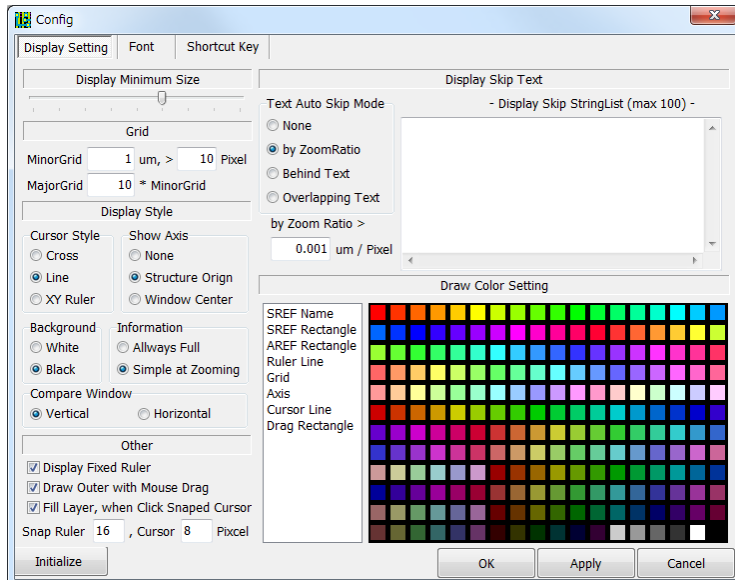 Config
Display Setting Font Shortcut Key
Display Minimum Size
Grid
MinorGrid 1 um, > 10 Pixel
MajorGrid 10 * MinorGrid
Display Style
Cursor Style Show Axis
Cross None
Line Structure Orign
XY Ruler Window Center
Background Information
White Allways Full
Black Simple at Zooming
Compare Window
Vertical Horizontal
Other
Display Fixed Ruler
Draw Outer with Mouse Drag
Fill Layer, when Click Snaped Cursor
Snap Ruler 16 , Cursor 8 Pixcel
Initialize
Display Skip Text
Text Auto Skip Mode - Display Skip StringList (max 100) -
None
by ZoomRatio
Behind Text
Overlapping Text
by Zoom Ratio >
0.001 um / Pixel
Draw Color Setting
SREF Name
SREF Rectangle
AREF Rectangle
Ruler Line
Grid
Axis
Cursor Line
Drag Rectangle
OK Apply Cancel